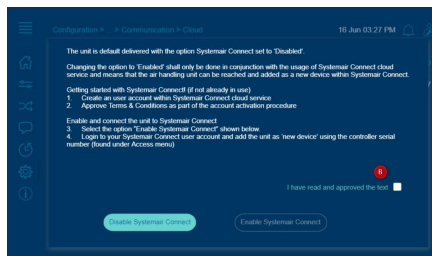 Configuration > > Communication > Cloud
16 Jun 03:27 PM
The unit is default delivered with the option Systemair Connect set to 'Disabled'.
Changing the option to 'Enabled' shall only be done in conjunction with the usage of Systemair Connect cloud
service and means that the air handling unit can be reached and added as a new device within Systemair Connect.
Getting started with Systemair Connect! (if not already in use)
1. Create an user account within Systemair Connect cloud service
2. Approve Terms & Conditions as part of the account activation procedure
Enable and connect the unit to Systemair Connect
3. Select the option "Enable Systemair Connect" shown below.
4. Login to your Systemair Connect user account and add the unit as 'new device' using the controller serial
number (found under Access menu)
6
I have read and approved the text
Disable Systemair Connect
Enable Systemair Connect